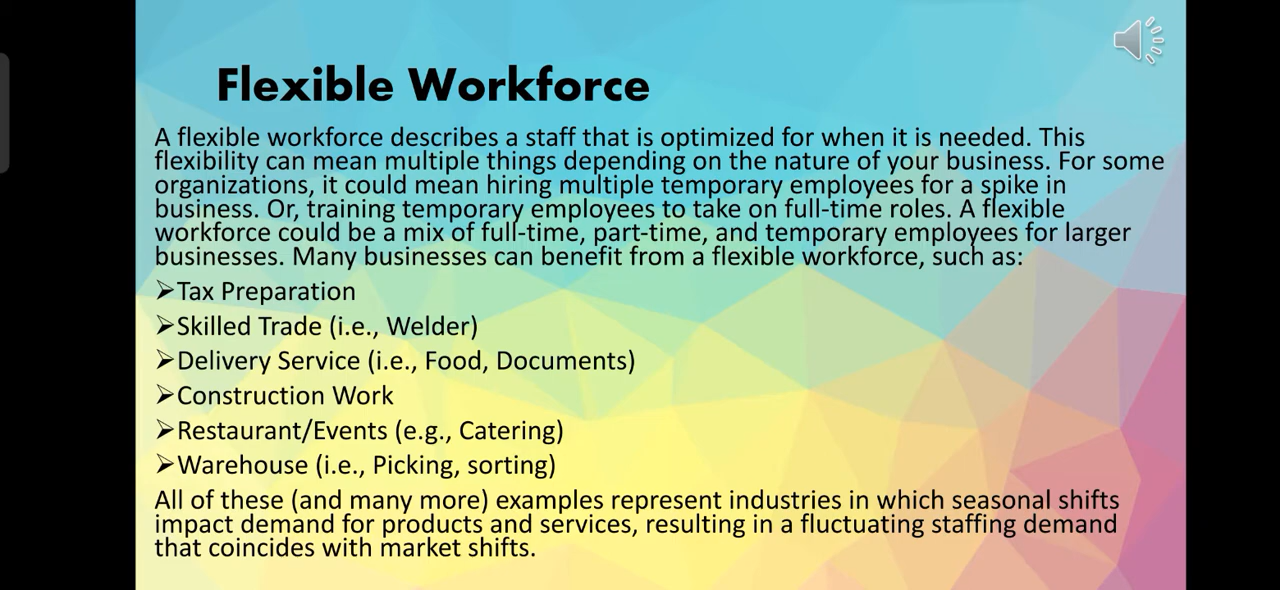 Flexible Workforce
A flexible workforce describes a staff that is optimized for when it is needed. This
flexibility can mean multiple things depending on the nature of your business. For some
organizations, it could mean hiring multiple temporary employees for a spike in
business. Or, training temporary employees to take on full-time roles. A flexible
workforce could be a mix of full-time, part-time, and temporary employees for larger
businesses. Many businesses can benefit from a flexible workforce, such as:
➢Tax Preparation
➢Skilled Trade (i.e., Welder)
➢Delivery Service (i.e., Food, Documents)
➢Construction Work
➢Restaurant/Events (e.g., Catering)
➢Warehouse (i.e., Picking, sorting)
All of these (and many more) examples represent industries in which seasonal shifts
impact demand for products and services, resulting in a fluctuating staffing demand
that coincides with market shifts.